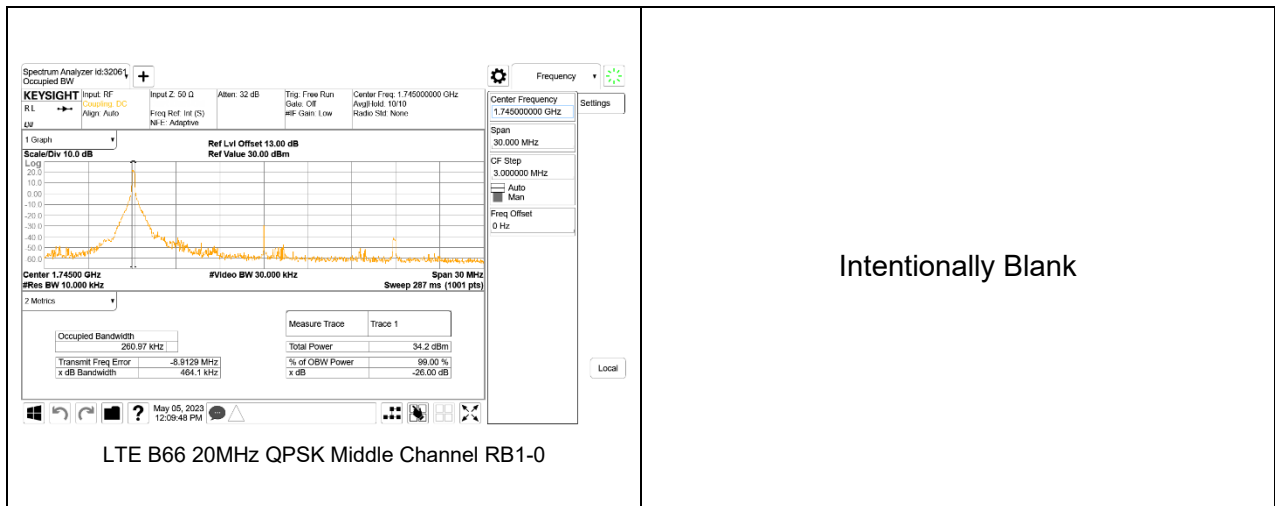 Spectrum Analyzer id:32061
Occupied BW
Frequency
KEYSIGHT
R L
Input: RF
Coupling: DC
Align: Auto
Input Z: 50 Ω
Freq Ref: Int (S)
NFE: Adaptive
Atten: 32 dB
Trig: Free Run
Gate: Off
#IF Gain: Low
Center Freq: 1.745000000 GHz
Avg|Hold: 10/10
Radio Std: None
Center Frequency
1.745000000 GHz
Settings
Span
30.000 MHz
CF Step
3.000000 MHz
Auto
Man
Freq Offset
0 Hz
1 Graph
Scale/Div 10.0 dB
Ref Lvl Offset 13.00 dB
Ref Value 30.00 dBm
Log
20.0
10.0
0.00
-10.0
-20.0
-30.0
-40.0
-50.0
-60.0
Center 1.74500 GHz
#Video BW 30.000 kHz
Span 30 MHz
#Res BW 10.000 kHz
Sweep 287 ms (1001 pts)
2 Metrics
Measure Trace
Trace 1
Occupied Bandwidth
260.97 kHz
Total Power
34.2 dBm
Transmit Freq Error
-8.9129 MHz
% of OBW Power
99.00 %
x dB Bandwidth
464.1 kHz
x dB
-26.00 dB
Local
?
May 05, 2023
12:09:48 PM
LTE B66 20MHz QPSK Middle Channel RB1-0
Intentionally Blank